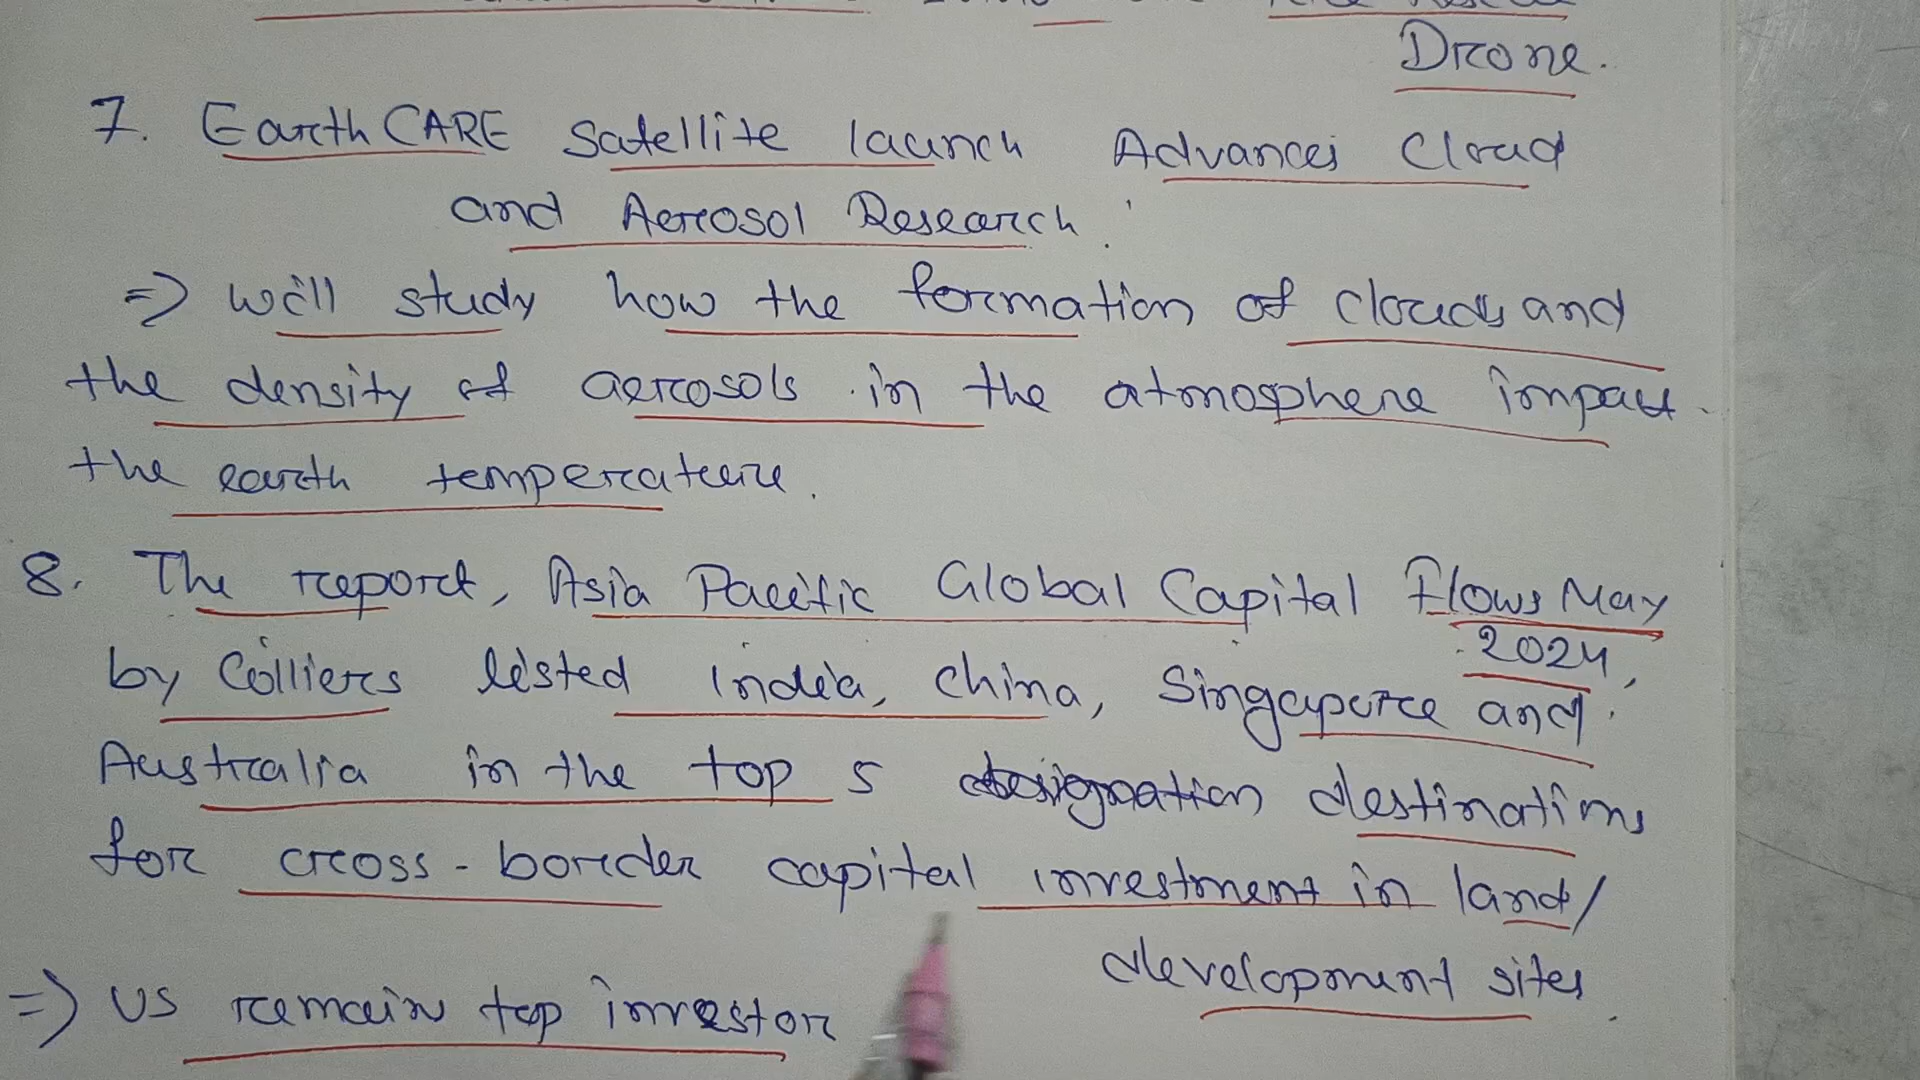 Drone.
7. EarthCARE Satellite launch Advances Cloud
and Aerosol Research:
=> will study how the formation of clouds and
the density of aerosols in the atmosphere impact
the earth temperature.
8. The report, Asia Pacific Global Capital Flows May
2024,
by Colliers listed india, china, Singapore and
Australia in the top 5 designation destinations
for cross-border capital investment in land/
development sites.
=> US remain top investor